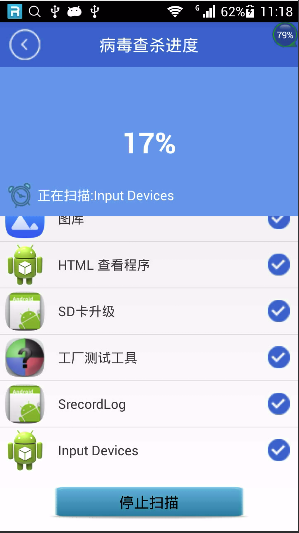 R 6 62% 11:18
病毒查杀进度
79%
17%
正在扫描:Input Devices
图库
HTML 查看程序
SD卡升级
工厂测试工具
SrecordLog
Input Devices
停止扫描